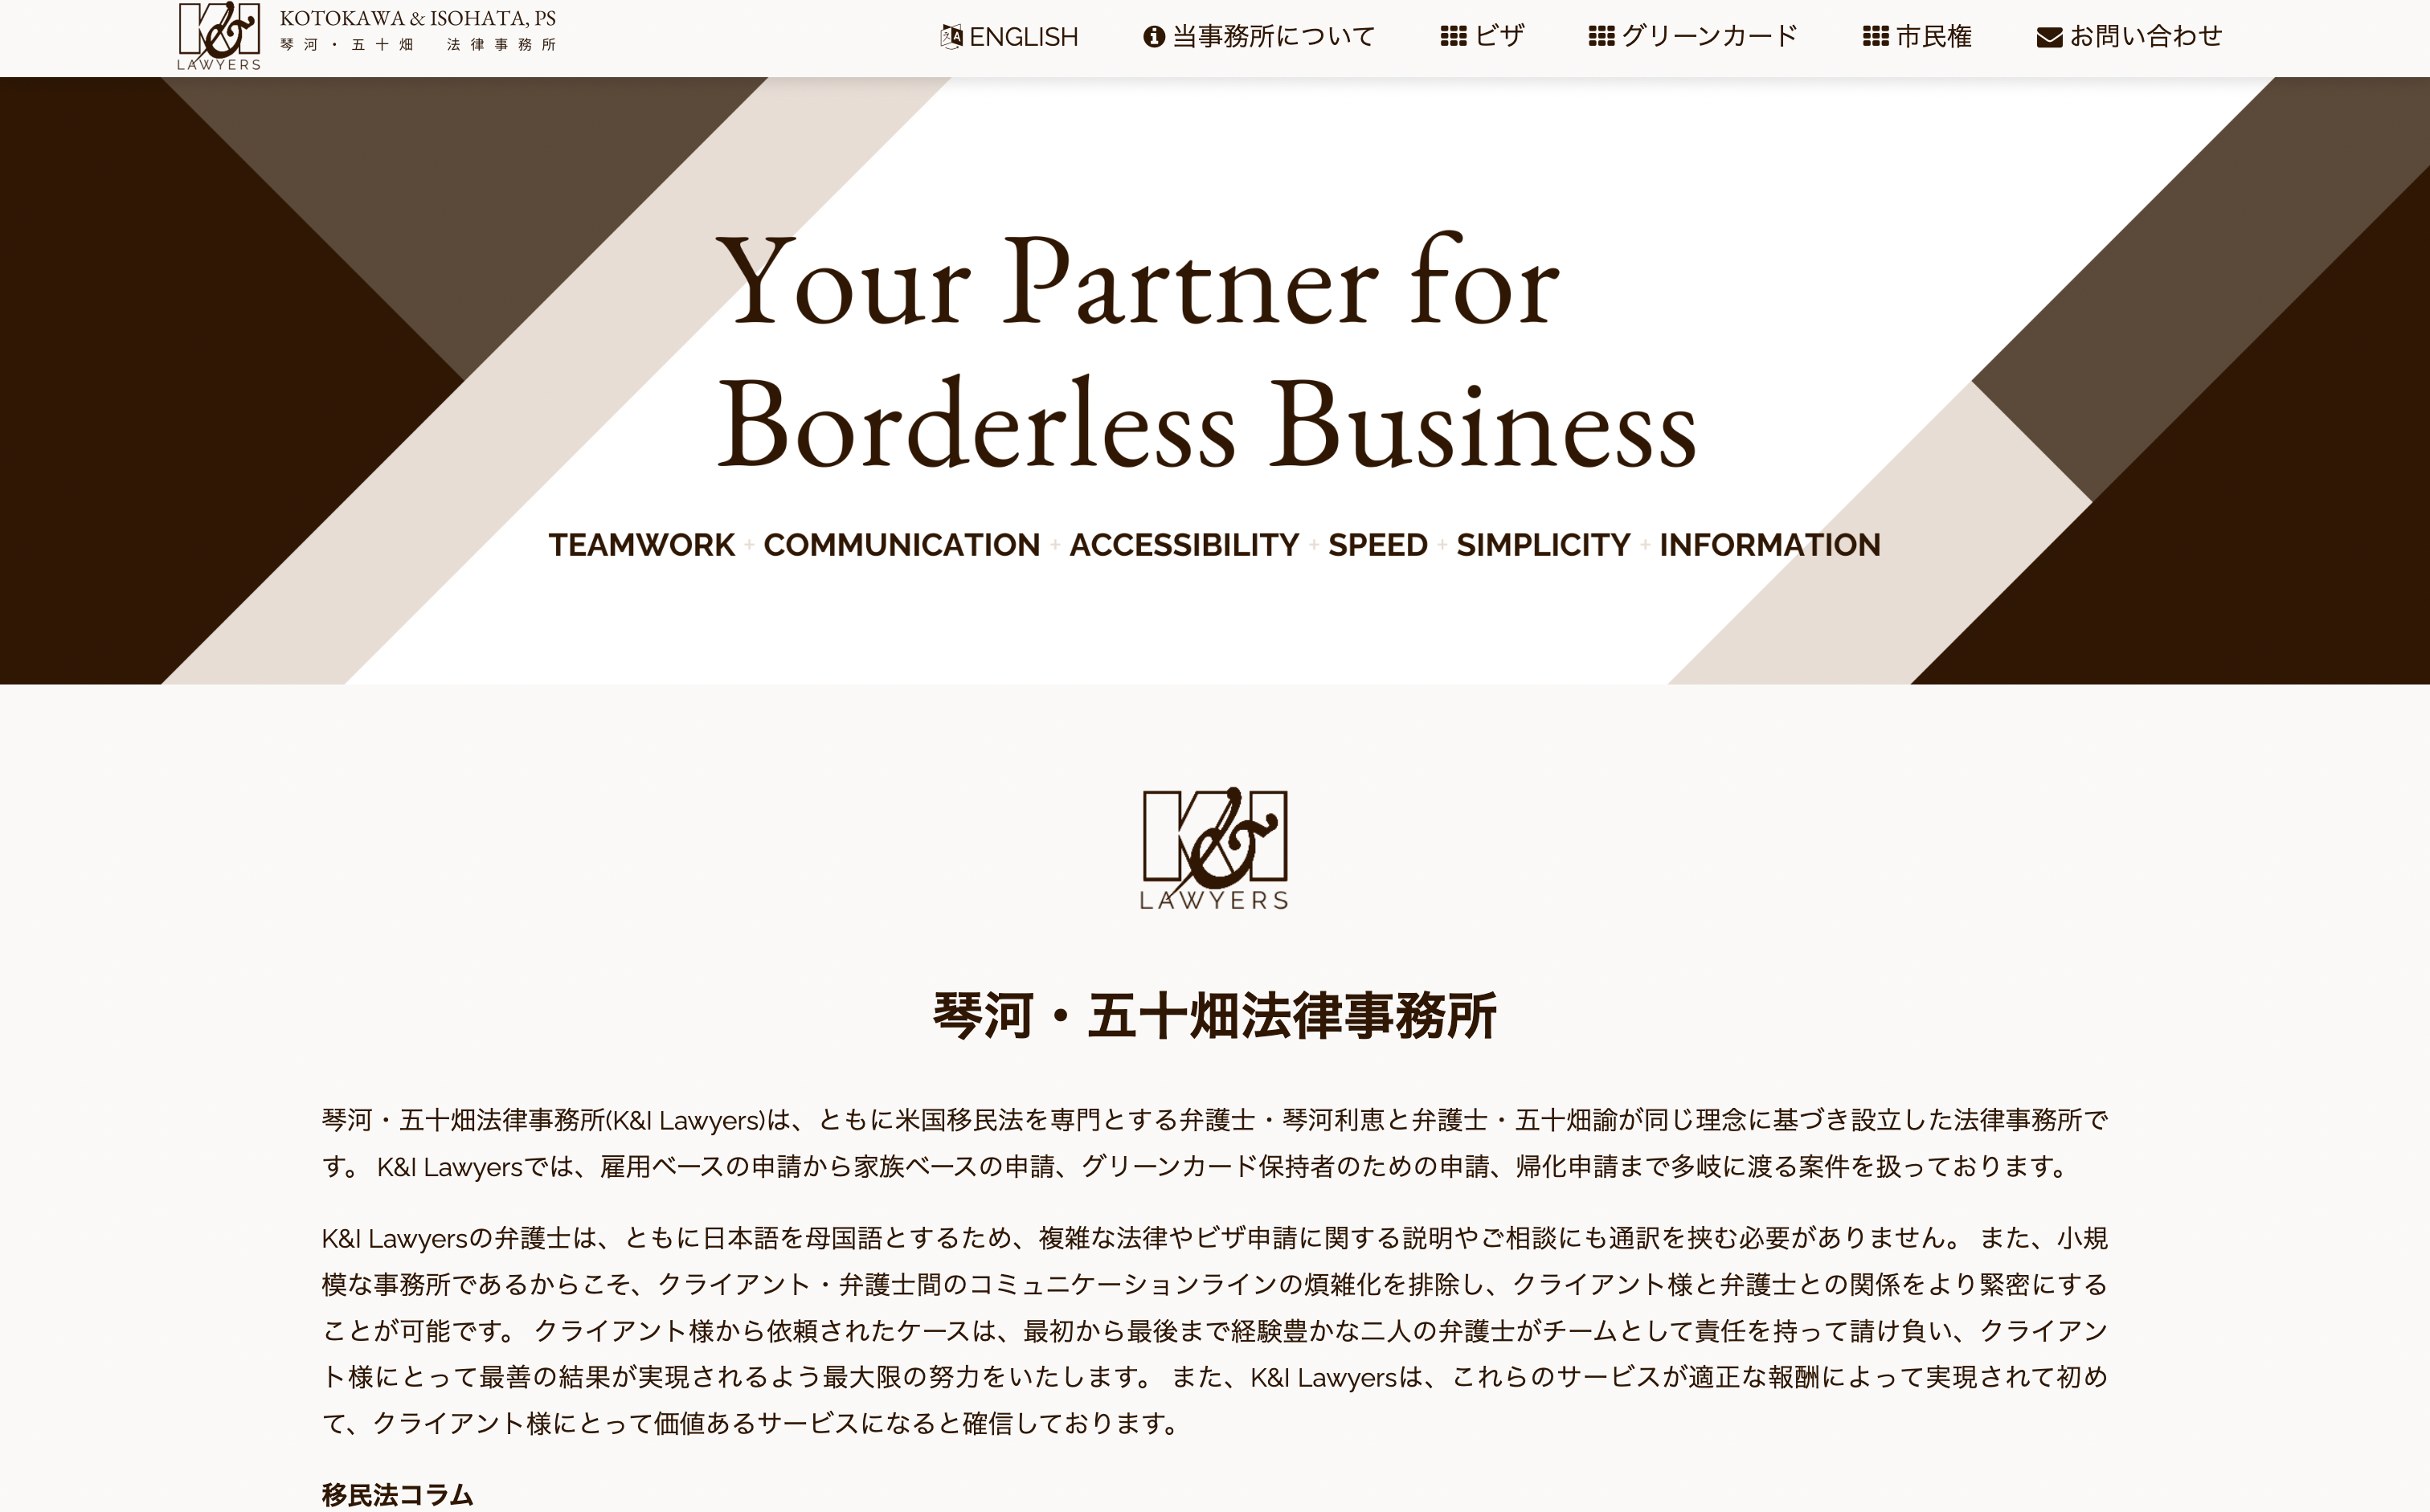 K&I
LAWYERS
KOTOKAWA & ISOHATA, PS
琴河・五十畑 法律事務所
ENGLISH
当事務所について
ビザ
グリーンカード
市民権
お問い合わせ
Your Partner for
Borderless Business
TEAMWORK + COMMUNICATION + ACCESSIBILITY + SPEED + SIMPLICITY + INFORMATION
K&I
LAWYERS
琴河・五十畑法律事務所
琴河・五十畑法律事務所(K&I Lawyers)は、ともに米国移民法を専門とする弁護士・琴河利恵と弁護士・五十畑諭が同じ理念に基づき設立した法律事務所で
す。 K&I Lawyersでは、雇用ベースの申請から家族ベースの申請、グリーンカード保持者のための申請、帰化申請まで多岐に渡る案件を扱っております。
K&I Lawyersの弁護士は、ともに日本語を母国語とするため、複雑な法律やビザ申請に関する説明やご相談にも通訳を挟む必要がありません。 また、小規
模な事務所であるからこそ、クライアント・弁護士間のコミュニケーションラインの煩雑化を排除し、クライアント様と弁護士との関係をより緊密にする
ことが可能です。 クライアント様から依頼されたケースは、最初から最後まで経験豊かな二人の弁護士がチームとして責任を持って請け負い、クライアン
ト様にとって最善の結果が実現されるよう最大限の努力をいたします。 また、K&I Lawyersは、これらのサービスが適正な報酬によって実現されて初め
て、クライアント様にとって価値あるサービスになると確信しております。
移民法コラム